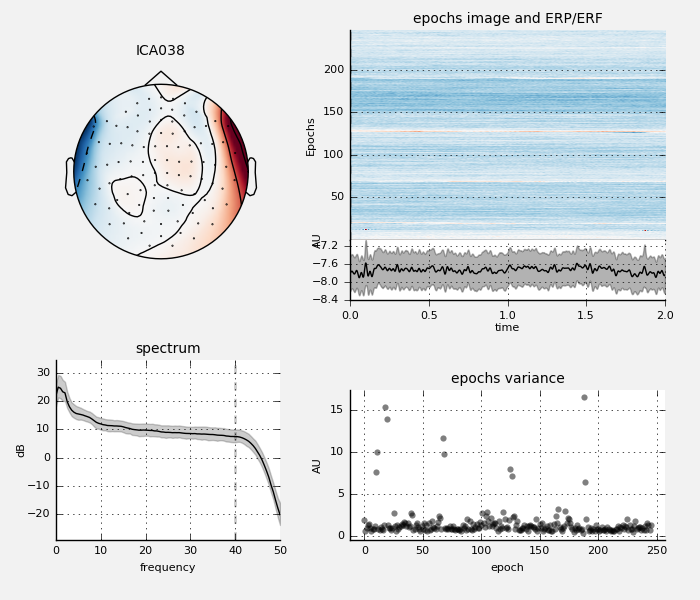 ICA038
epochs image and ERP/ERF
Epochs
200
150
100
50
AU
−7.2
−7.6
−8.0
−8.4
0.0 0.5 1.0 1.5 2.0
time
spectrum
dB
30
20
10
0
−10
−20
0 10 20 30 40 50
frequency
epochs variance
AU
15
10
5
0
0 50 100 150 200 250
epoch